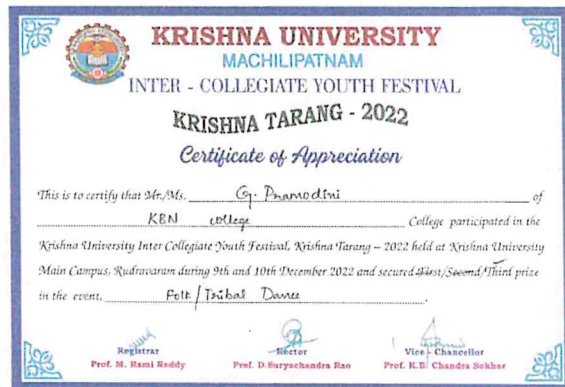 KRISHNA UNIVERSITY
MACHILIPATNAM
INTER - COLLEGIATE YOUTH FESTIVAL
KRISHNA TARANG - 2022
Certificate of Appreciation
This is to certify that Mr./Ms. G. Pramodini of
KBN college College participated in the
Krishna University Inter Collegiate Youth Festival, Krishna Tarang – 2022 held at Krishna University
Main Campus, Rudravaram during 9th and 10th December 2022 and secured First/Second/Third prize
in the event, Folk / Tribal Dance.
Registrar Rector Vice - Chancellor
Prof. M. Rami Reddy Prof. D. Suryachandra Rao Prof. K.B. Chandra Sekhar